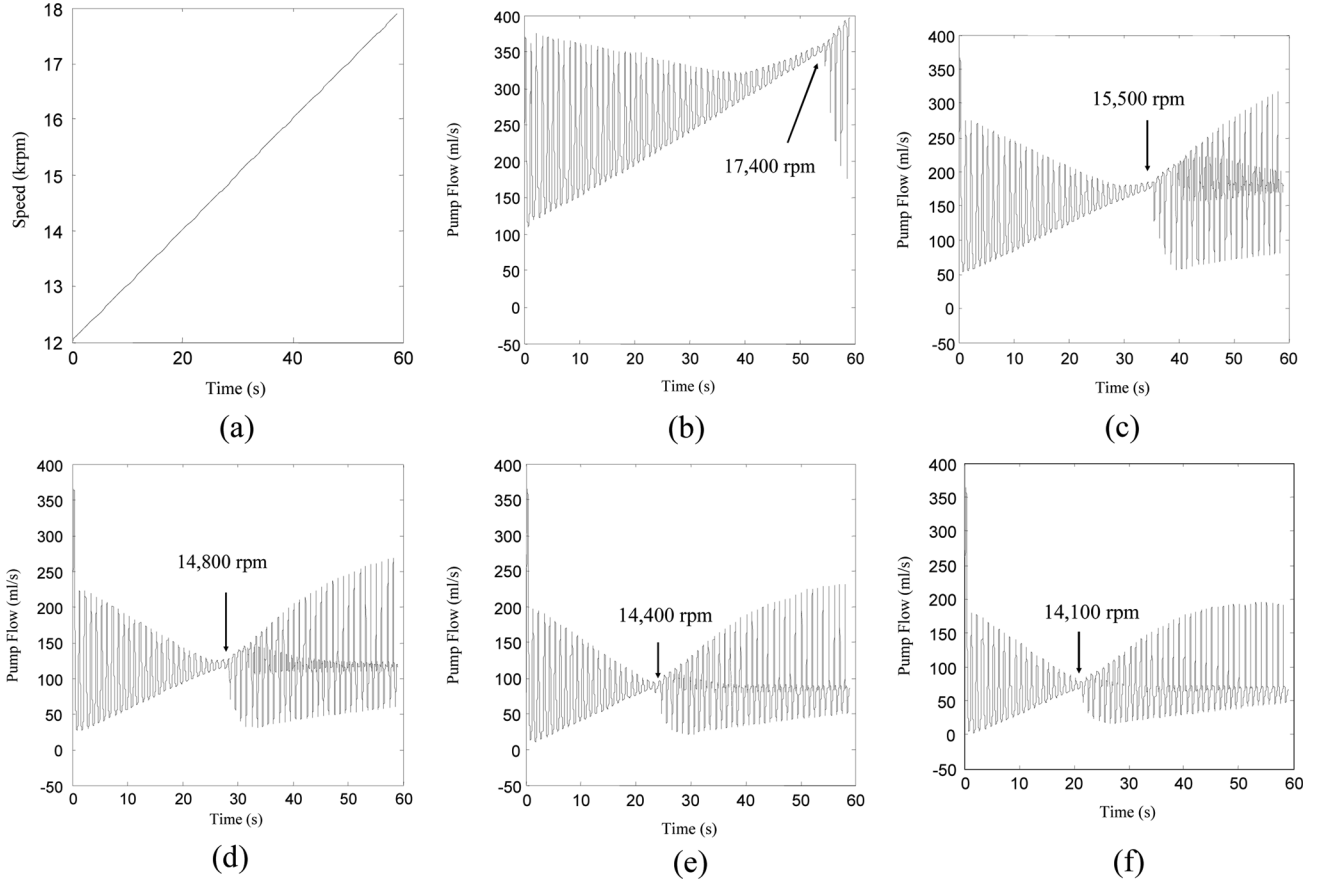 18
17
16
15
14
13
12
Speed (krpm)
0 20 40 60
Time (s)
(a)
400
350
300
250
200
150
100
50
0
-50
Pump Flow (ml/s)
17,400 rpm
0 10 20 30 40 50 60
Time (s)
(b)
400
350
300
250
200
150
100
50
0
-50
Pump Flow (ml/s)
15,500 rpm
0 10 20 30 40 50 60
Time (s)
(c)
400
350
300
250
200
150
100
50
0
-50
Pump Flow (ml/s)
14,800 rpm
0 10 20 30 40 50 60
Time (s)
(d)
400
350
300
250
200
150
100
50
0
-50
Pump Flow (ml/s)
14,400 rpm
0 10 20 30 40 50 60
Time (s)
(e)
400
350
300
250
200
150
100
50
0
-50
Pump Flow (ml/s)
14,100 rpm
0 10 20 30 40 50 60
Time (s)
(f)